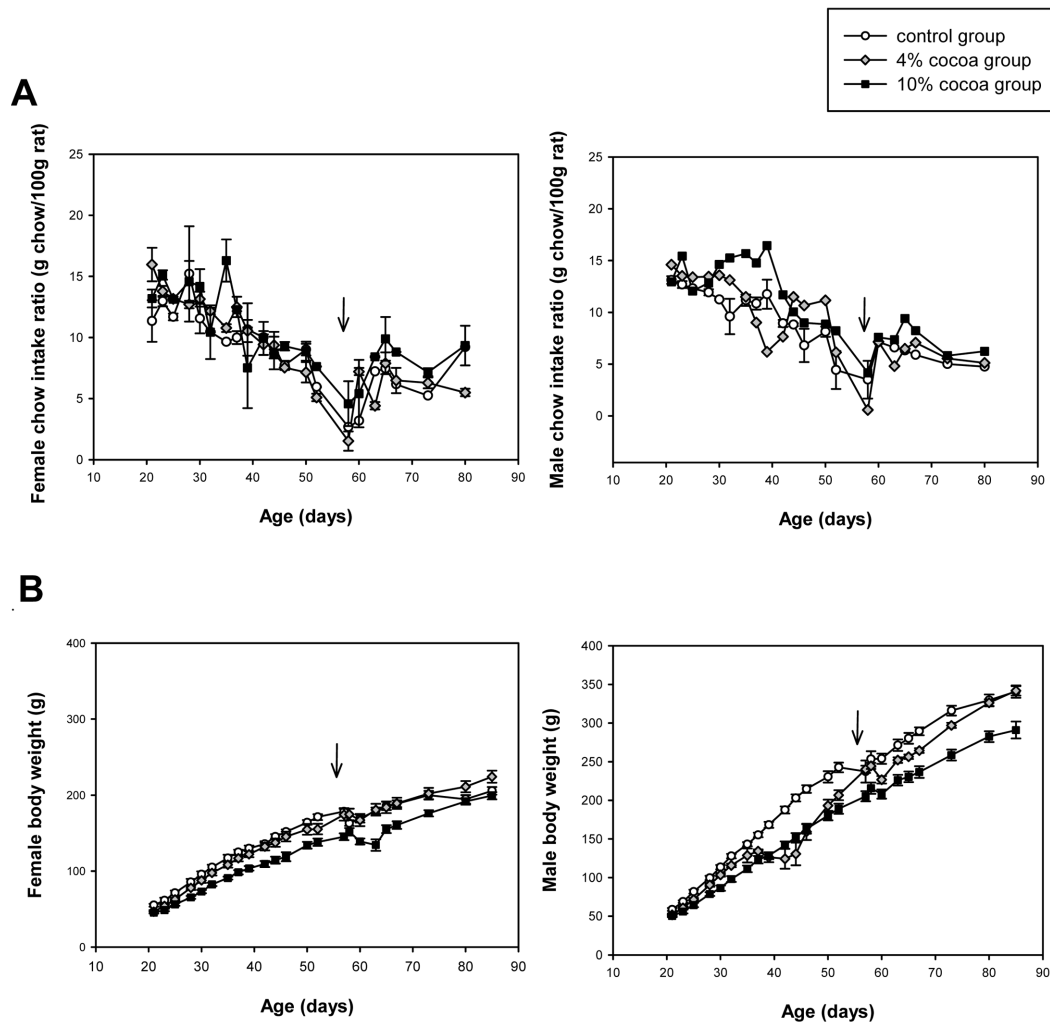 control group
4% cocoa group
10% cocoa group
A
Female chow intake ratio (g chow/100g rat)
25
20
15
10
5
0
10 20 30 40 50 60 70 80 90
Age (days)
Male chow intake ratio (g chow/100g rat)
25
20
15
10
5
0
10 20 30 40 50 60 70 80 90
Age (days)
B
Female body weight (g)
400
300
200
100
0
10 20 30 40 50 60 70 80 90
Age (days)
Male body weight (g)
400
350
300
250
200
150
100
50
0
10 20 30 40 50 60 70 80 90
Age (days)